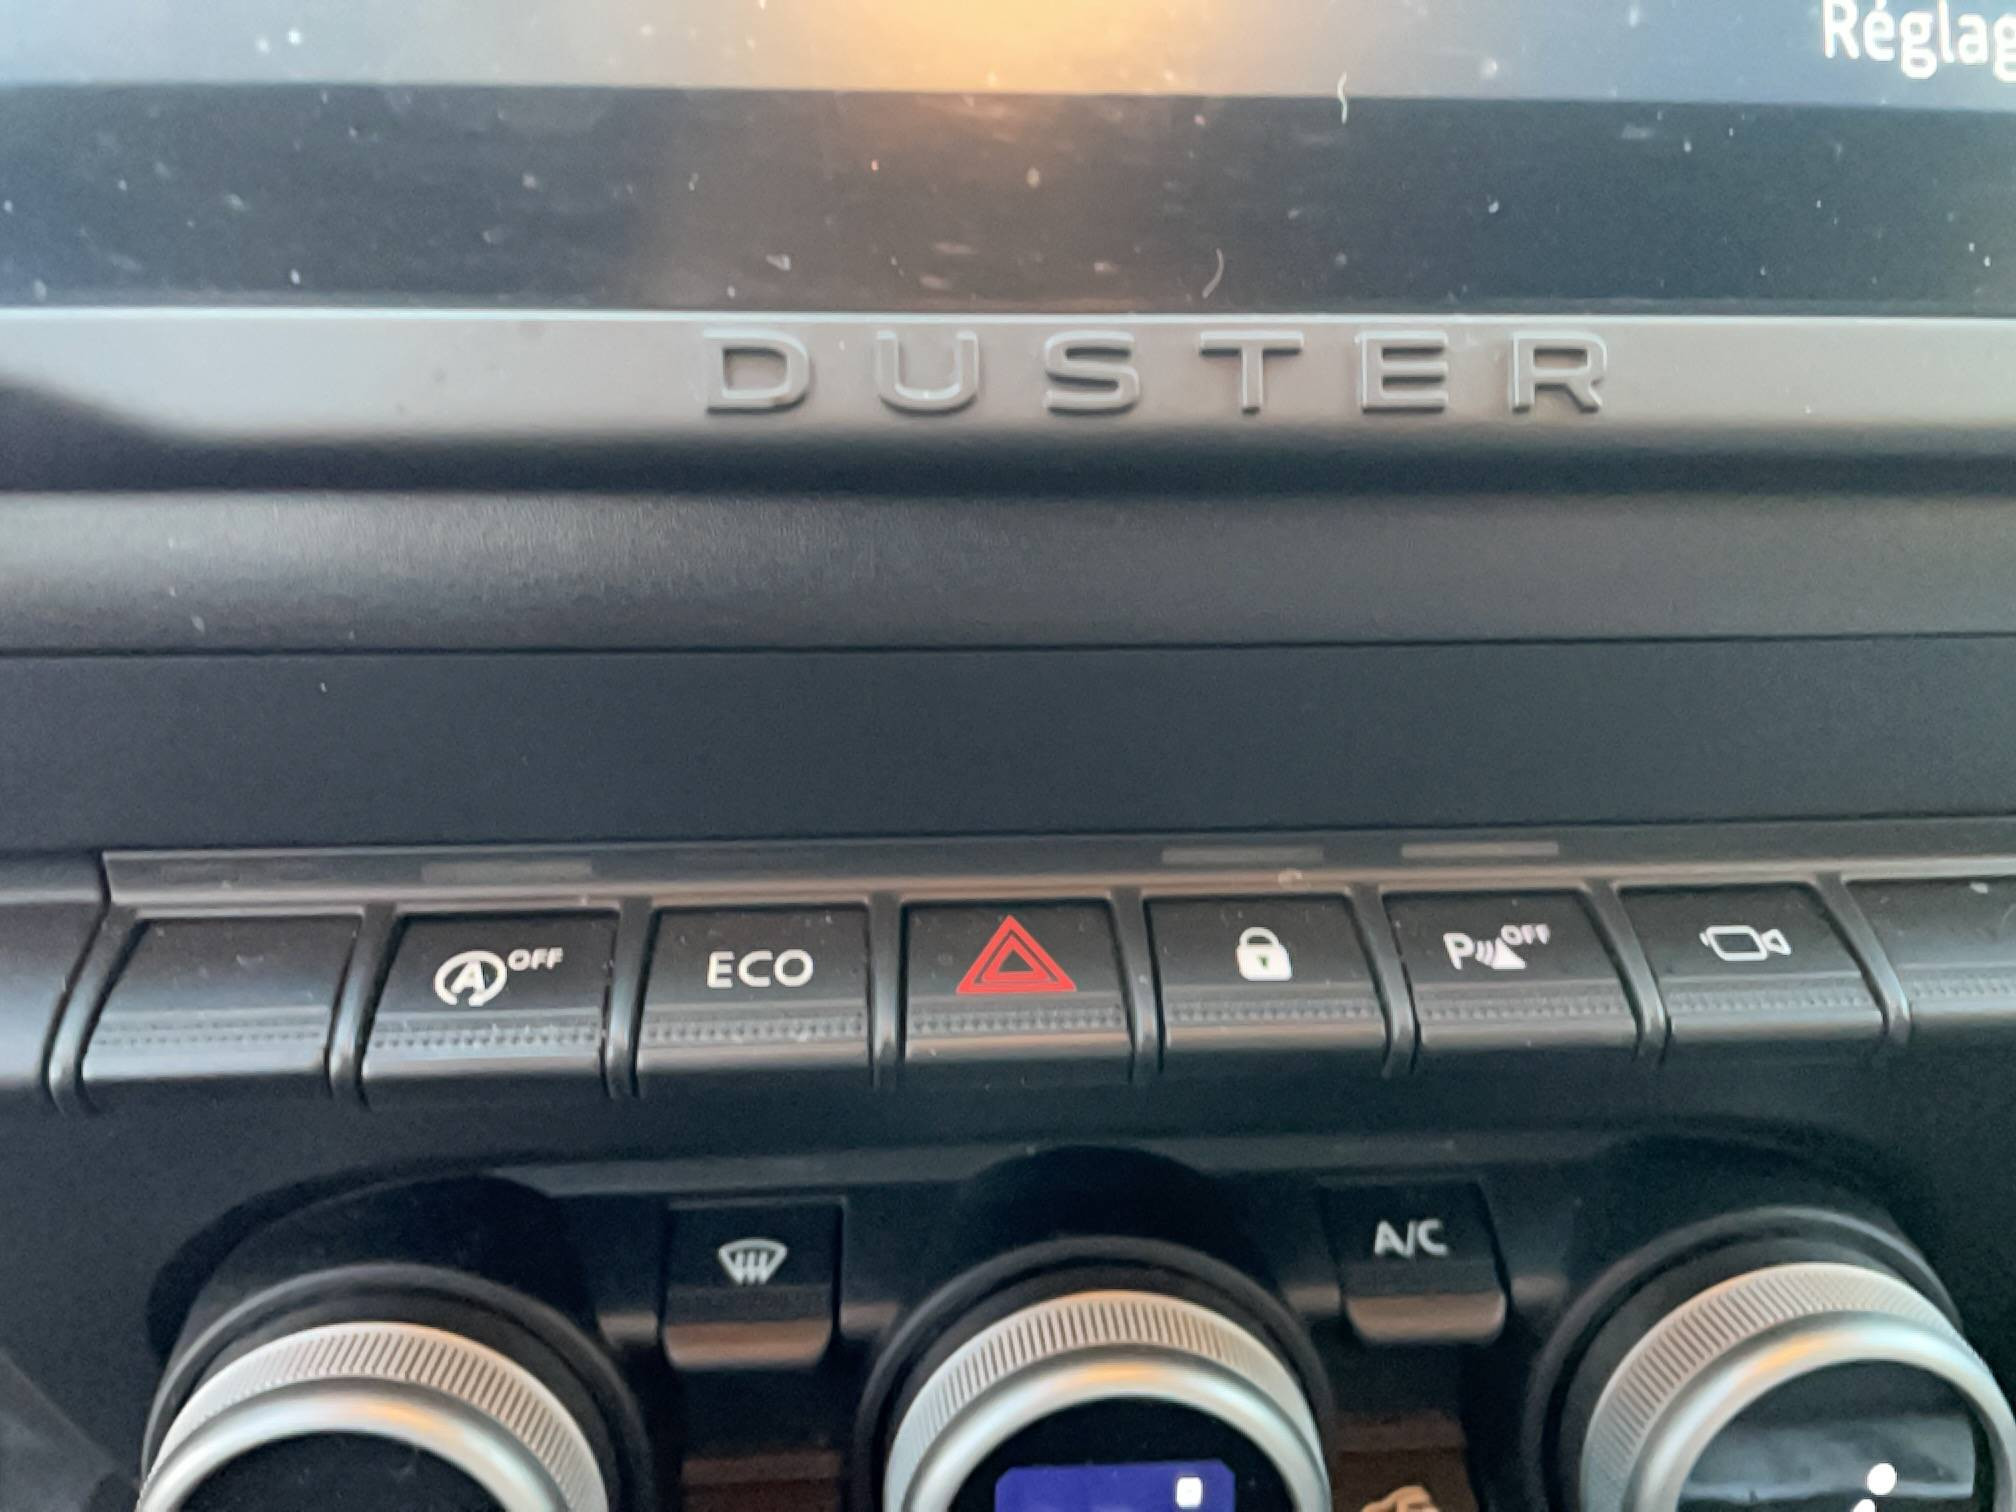 Réglag
DUSTER
A OFF
ECO
P OFF
A/C